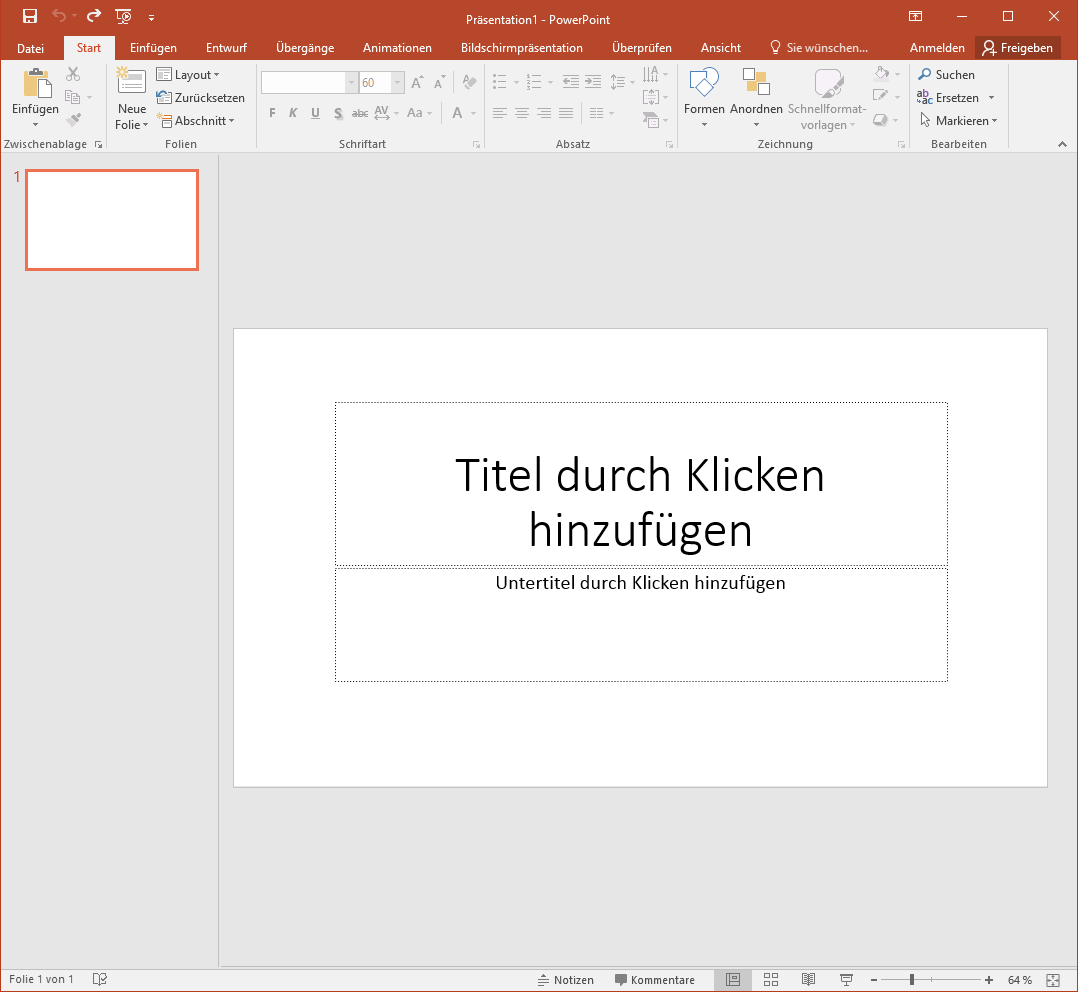 Präsentation1 - PowerPoint
Datei Start Einfügen Entwurf Übergänge Animationen Bildschirmpräsentation Überprüfen Ansicht Sie wünschen... Anmelden Freigeben
Einfügen
Zwischenablage
Neue
Folie
Layout
Zurücksetzen
Abschnitt
Folien
60
A A
F K U S abc AV Aa A
Schriftart
Absatz
Formen
Anordnen
Schnellformat-
vorlagen
Zeichnung
Suchen
Ersetzen
Markieren
Bearbeiten
1
Titel durch Klicken
hinzufügen
Untertitel durch Klicken hinzufügen
Folie 1 von 1
Notizen
Kommentare
64 %